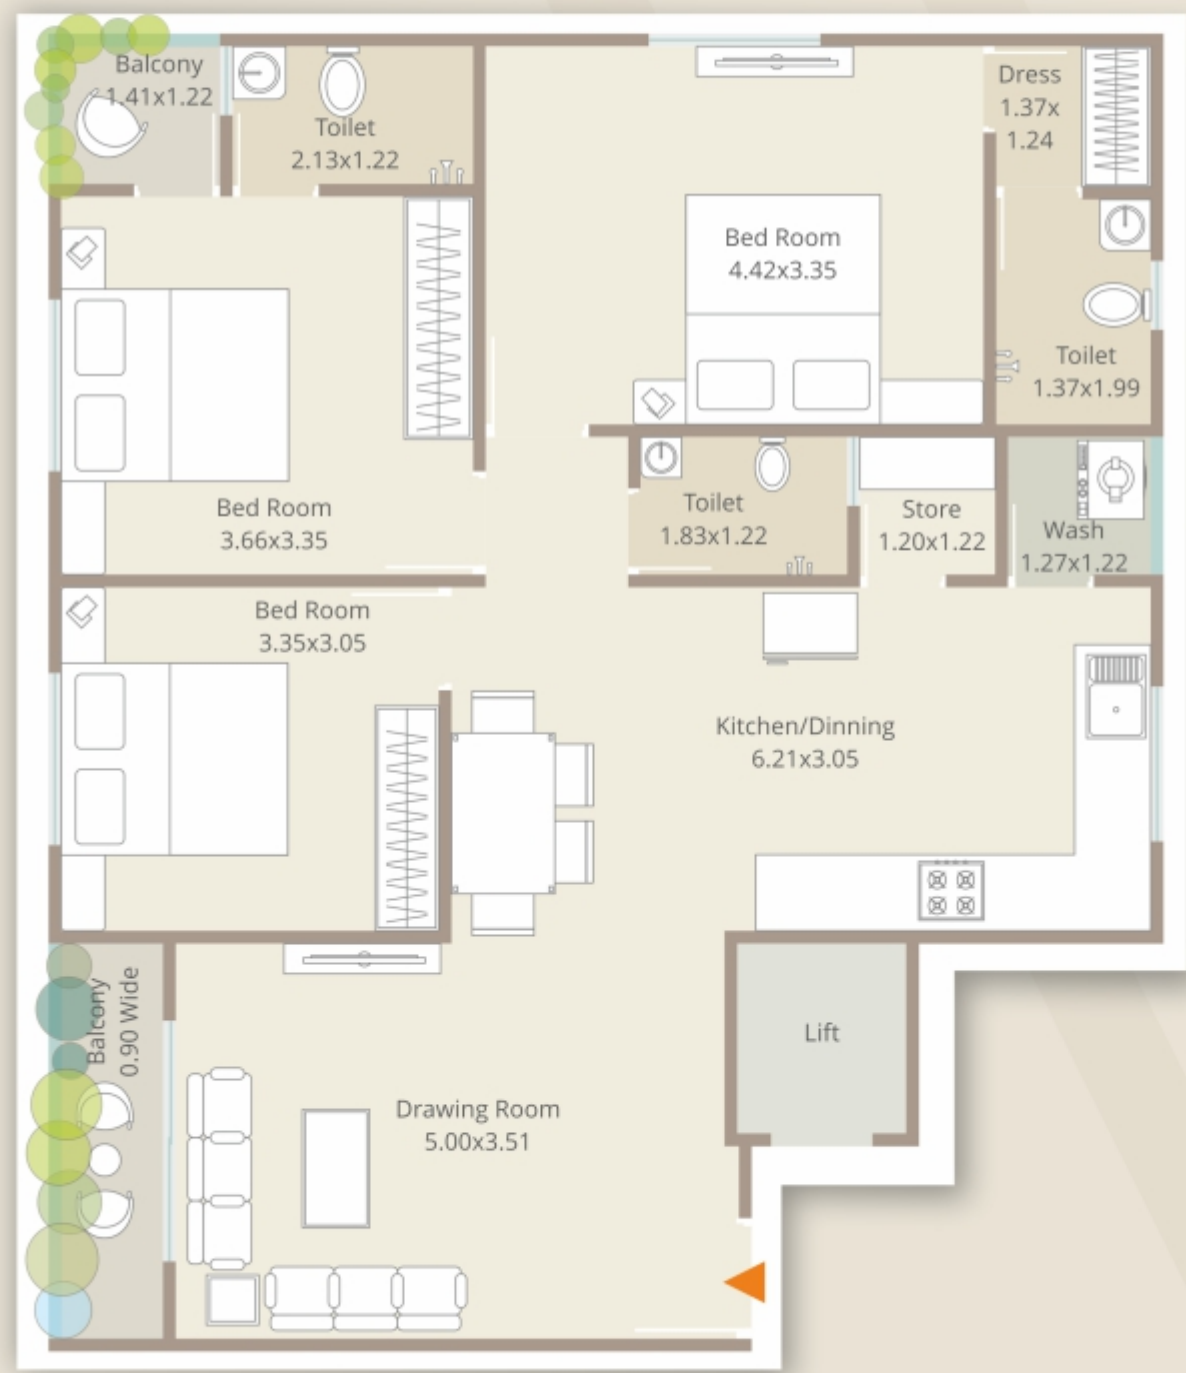 Balcony
1.41x1.22
Toilet
2.13x1.22
Dress
1.37x
1.24
Bed Room
4.42x3.35
Toilet
1.37x1.99
Bed Room
3.66x3.35
Toilet
1.83x1.22
Store
1.20x1.22
Wash
1.27x1.22
Bed Room
3.35x3.05
Kitchen/Dinning
6.21x3.05
Balcony
0.90 Wide
Lift
Drawing Room
5.00x3.51